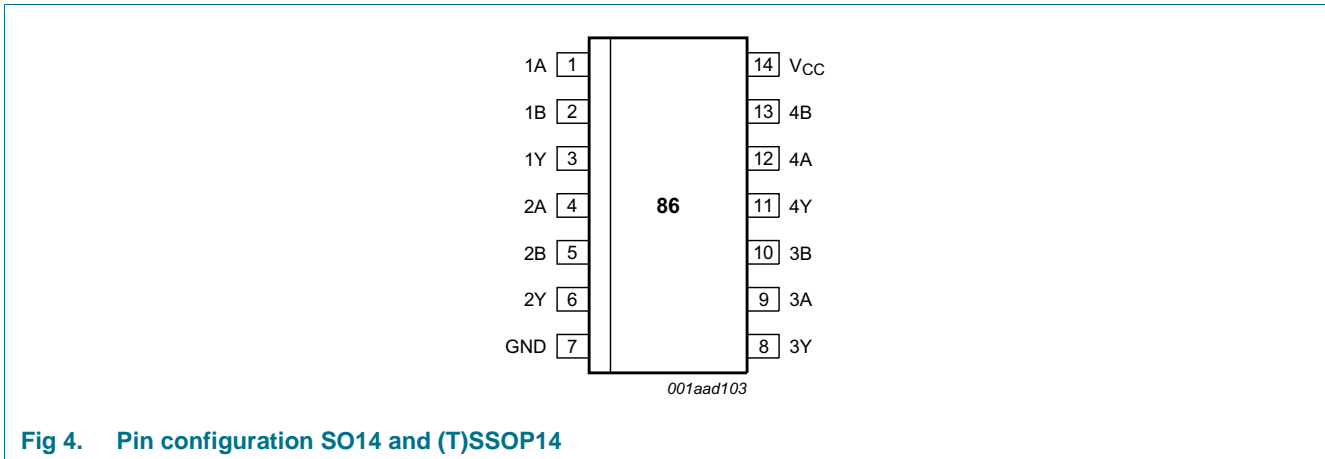 1A 1 14 VCC
1B 2 13 4B
1Y 3 12 4A
2A 4 86 11 4Y
2B 5 10 3B
2Y 6 9 3A
GND 7 8 3Y
001aad103
Fig 4. Pin configuration SO14 and (T)SSOP14